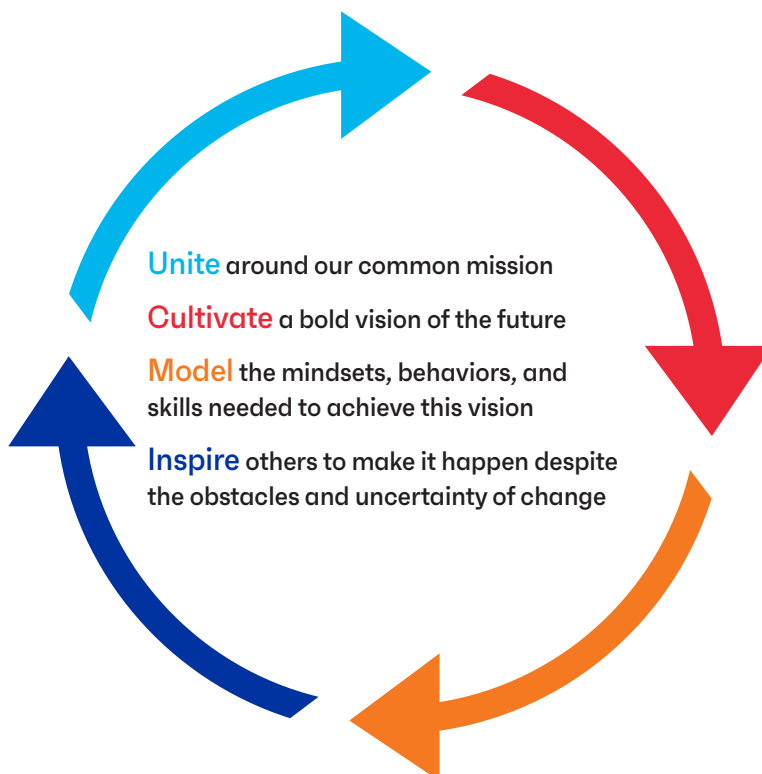 Unite around our common mission
Cultivate a bold vision of the future
Model the mindsets, behaviors, and
skills needed to achieve this vision
Inspire others to make it happen despite
the obstacles and uncertainty of change